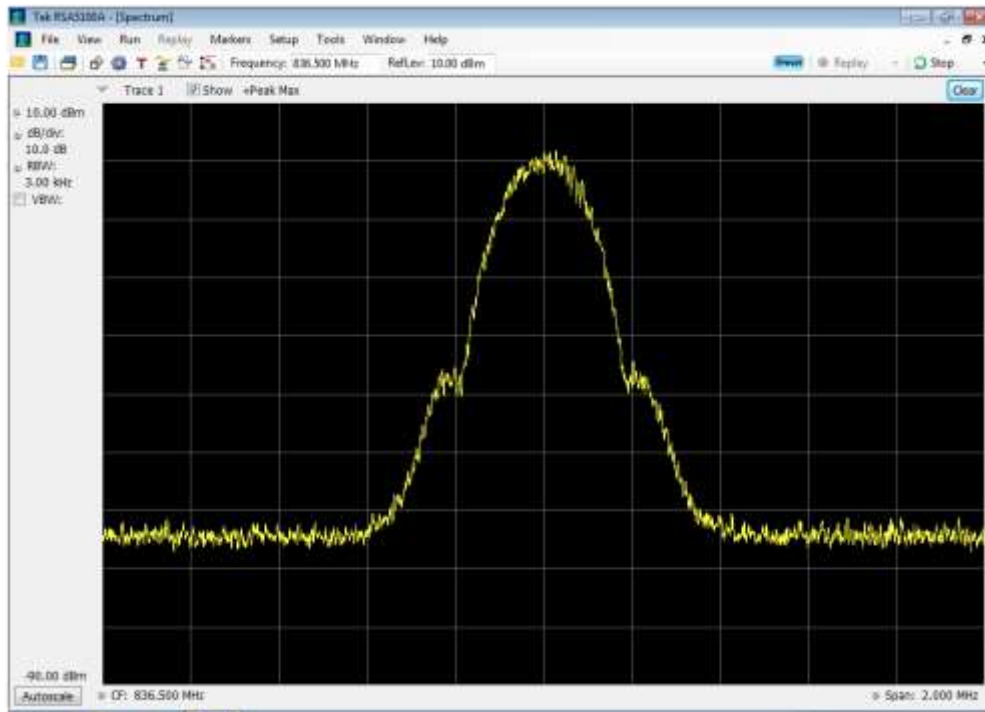 Tek RSA5100A - [Spectrum]
File View Run Replay Markers Setup Tools Window Help
T Frequency: 836.500 MHz RefLev: 10.00 dBm Preset Replay Stop
Trace 1 Show +Peak Max Clear
10.00 dBm
dB/div:
10.0 dB
RBW:
3.00 kHz
VBW:
-90.00 dBm
Autoscale CF: 836.500 MHz Span: 2.000 MHz